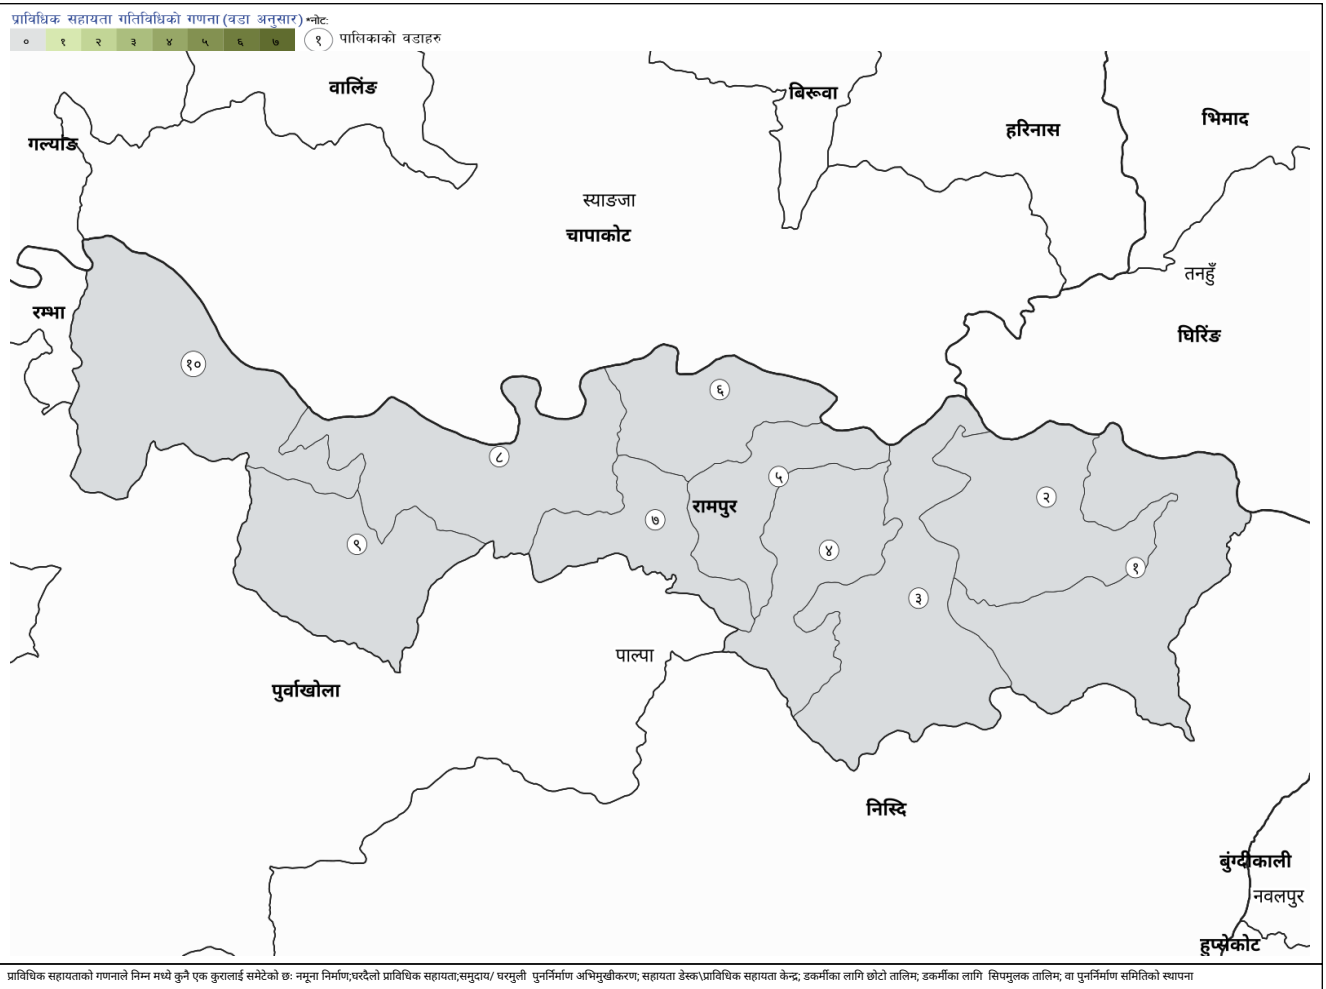 प्राविधिक सहायता गतिविधिको गणना (वडा अनुसार) *नोट:
० १ २ ३ ४ ५ ६ ७ १ पालिकाको वडाहरु
वालिंङ
बिरूवा
भिमाद
हरिनास
गल्याँङ
स्याङजा
चापाकोट
तनहुँ
रम्भा
घिरिंङ
१०
६
८
५
२
रामपुर
७
९
४
१
३
पाल्पा
पुर्वाखोला
निस्दि
बुंग्दीकाली
नवलपुर
हुप्सेकोट
प्राविधिक सहायताको गणनाले निम्न मध्ये कुनै एक कुरालाई समेटेको छः नमूना निर्माण;घरदैलो प्राविधिक सहायता;समुदाय/ घरमुली पुनर्निर्माण अभिमुखीकरण; सहायता डेस्क\प्राविधिक सहायता केन्द्र; डकर्मीका लागि छोटो तालिम; डकर्मीका लागि सिपमुलक तालिम; वा पुनर्निर्माण समितिको स्थापना